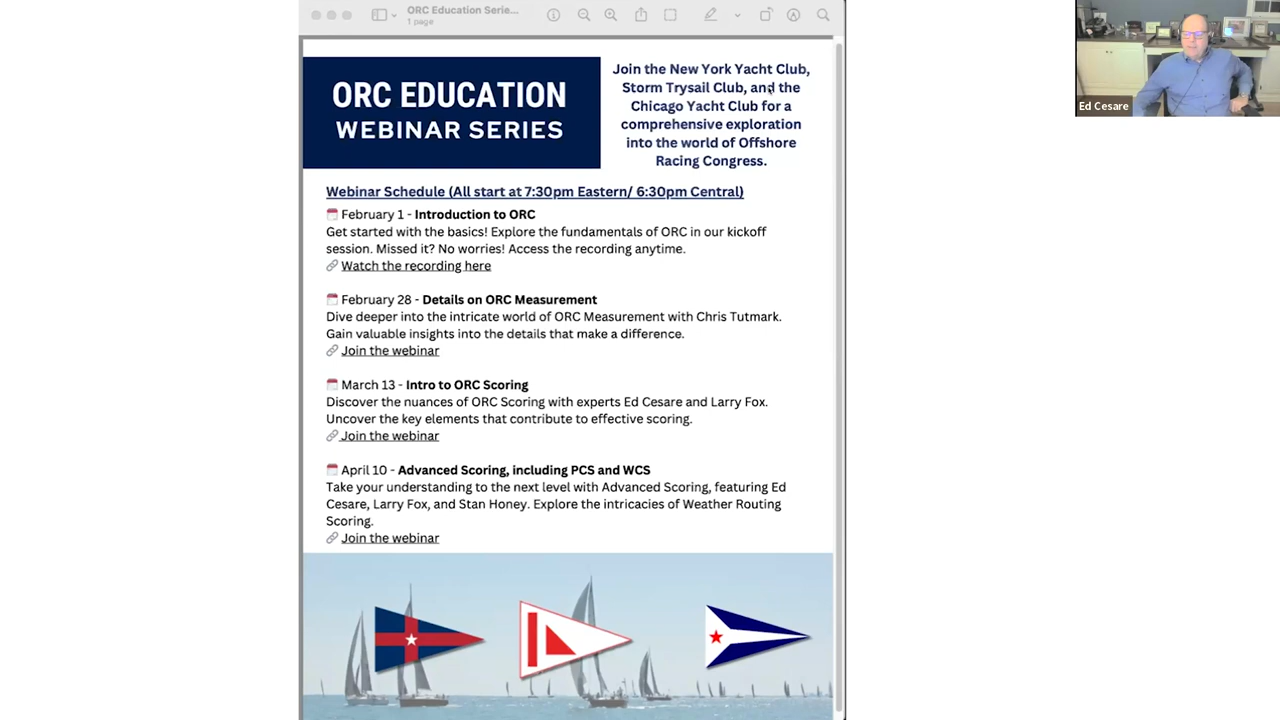 ORC Education Serie...
1 page
ORC EDUCATION
WEBINAR SERIES
Join the New York Yacht Club,
Storm Trysail Club, and the
Chicago Yacht Club for a
comprehensive exploration
into the world of Offshore
Racing Congress.
Webinar Schedule (All start at 7:30pm Eastern/ 6:30pm Central)
February 1 - Introduction to ORC
Get started with the basics! Explore the fundamentals of ORC in our kickoff
session. Missed it? No worries! Access the recording anytime.
Watch the recording here
February 28 - Details on ORC Measurement
Dive deeper into the intricate world of ORC Measurement with Chris Tutmark.
Gain valuable insights into the details that make a difference.
Join the webinar
March 13 - Intro to ORC Scoring
Discover the nuances of ORC Scoring with experts Ed Cesare and Larry Fox.
Uncover the key elements that contribute to effective scoring.
Join the webinar
April 10 - Advanced Scoring, including PCS and WCS
Take your understanding to the next level with Advanced Scoring, featuring Ed
Cesare, Larry Fox, and Stan Honey. Explore the intricacies of Weather Routing
Scoring.
Join the webinar
Ed Cesare